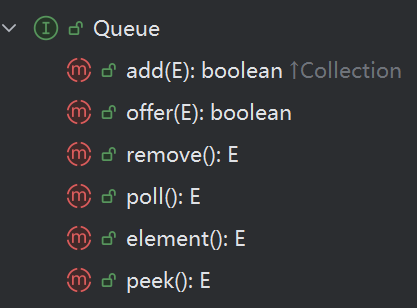 Queue
add(E): boolean ↑Collection
offer(E): boolean
remove(): E
poll(): E
element(): E
peek(): E